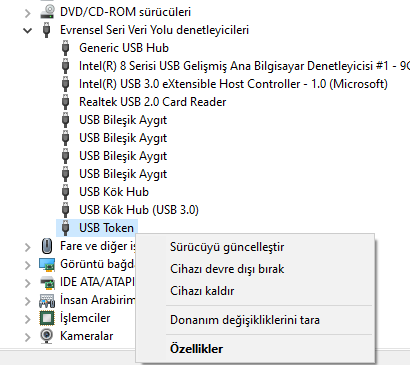 DVD/CD-ROM sürücüleri
Evrensel Seri Veri Yolu denetleyicileri
Generic USB Hub
Intel(R) 8 Serisi USB Gelişmiş Ana Bilgisayar Denetleyicisi #1 - 9C
Intel(R) USB 3.0 eXtensible Host Controller - 1.0 (Microsoft)
Realtek USB 2.0 Card Reader
USB Bileşik Aygıt
USB Bileşik Aygıt
USB Bileşik Aygıt
USB Bileşik Aygıt
USB Kök Hub
USB Kök Hub (USB 3.0)
USB Token
Fare ve diğer iş
Görüntü bağda
IDE ATA/ATAPI
İnsan Arabirim
İşlemciler
Kameralar
Sürücüyü güncelleştir
Cihazı devre dışı bırak
Cihazı kaldır
Donanım değişikliklerini tara
Özellikler